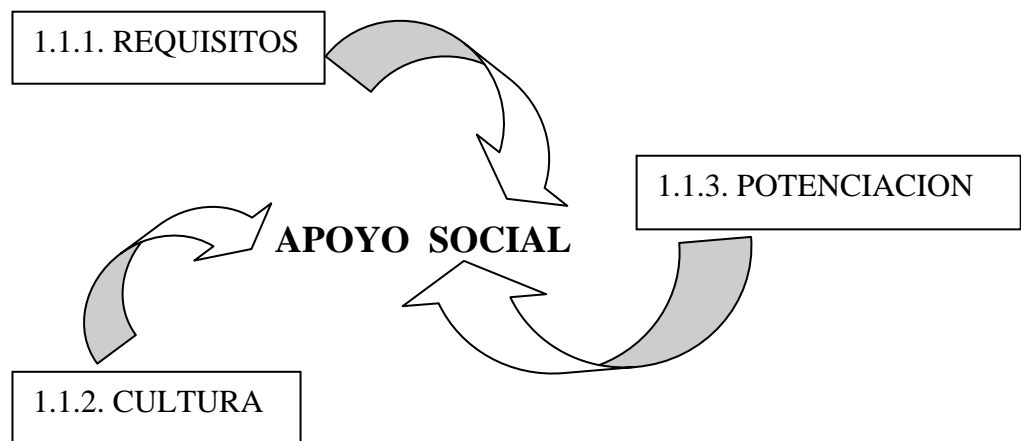 1.1.1. REQUISITOS
1.1.3. POTENCIACION
APOYO SOCIAL
1.1.2. CULTURA